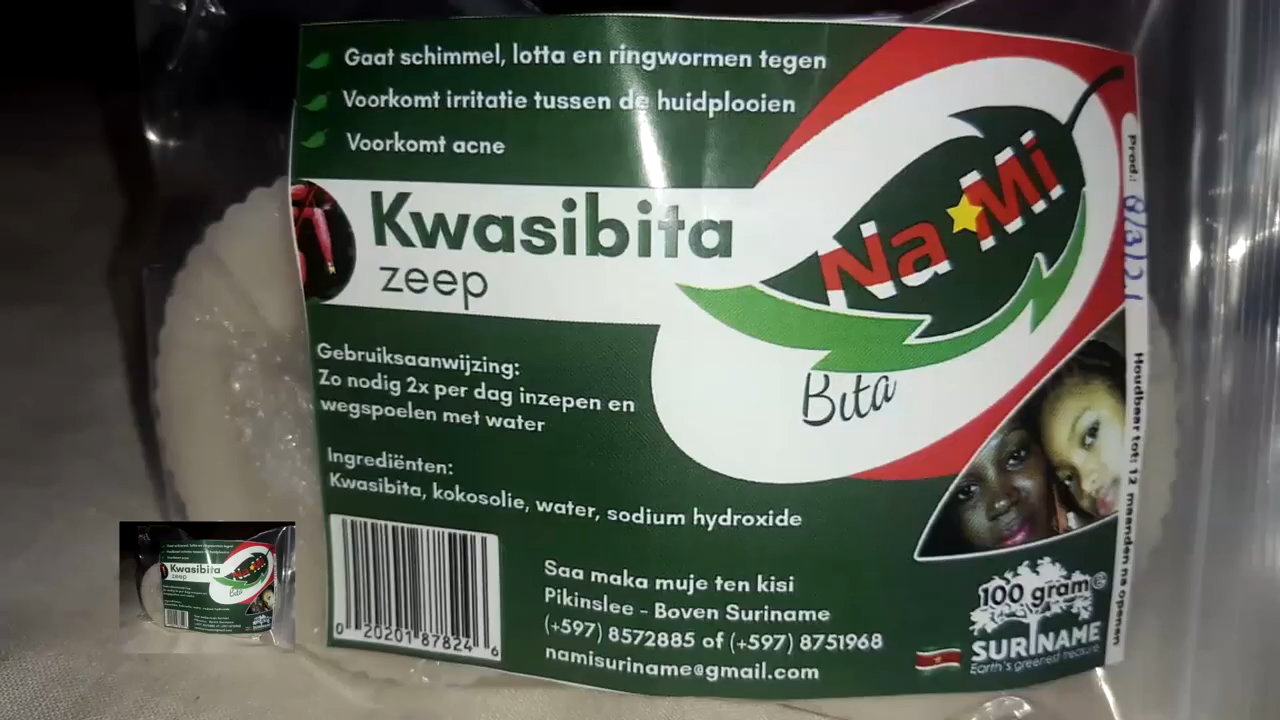 Gaat schimmel, lotta en ringwormen tegen
Voorkomt irritatie tussen de huidplooien
Voorkomt acne
Kwasibita
zeep
Na Mi
Bita
Gebruiksaanwijzing:
Zo nodig 2x per dag inzepen en
wegspoelen met water
Ingrediënten:
Kwasibita, kokosolie, water, sodium hydroxide
0 20201 87824 6
Saa maka muje ten kisi
Pikinslee - Boven Suriname
(+597) 8572885 of (+597) 8751968
namisuriname@gmail.com
100 gram e
SURINAME
Earth's greenest treasure
Prod.: 8/3/21
Houdbaar tot: 12 maanden na openen